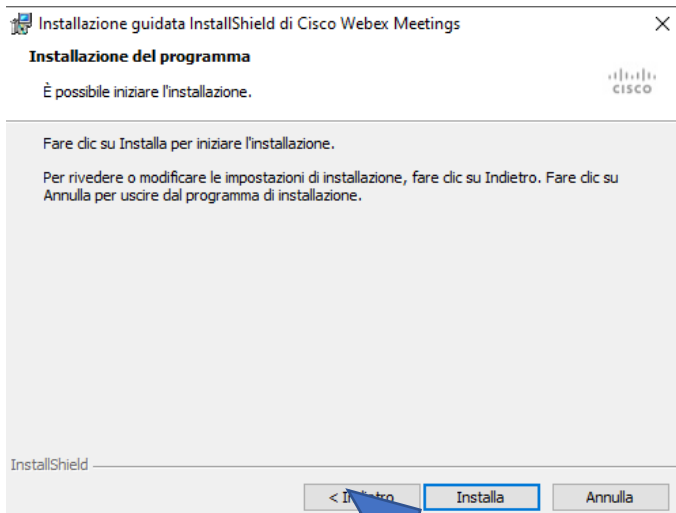 Installazione guidata InstallShield di Cisco Webex Meetings
Installazione del programma
È possibile iniziare l'installazione.
CISCO
Fare clic su Installa per iniziare l'installazione.
Per rivedere o modificare le impostazioni di installazione, fare clic su Indietro. Fare clic su
Annulla per uscire dal programma di installazione.
InstallShield
< Indietro Installa Annulla